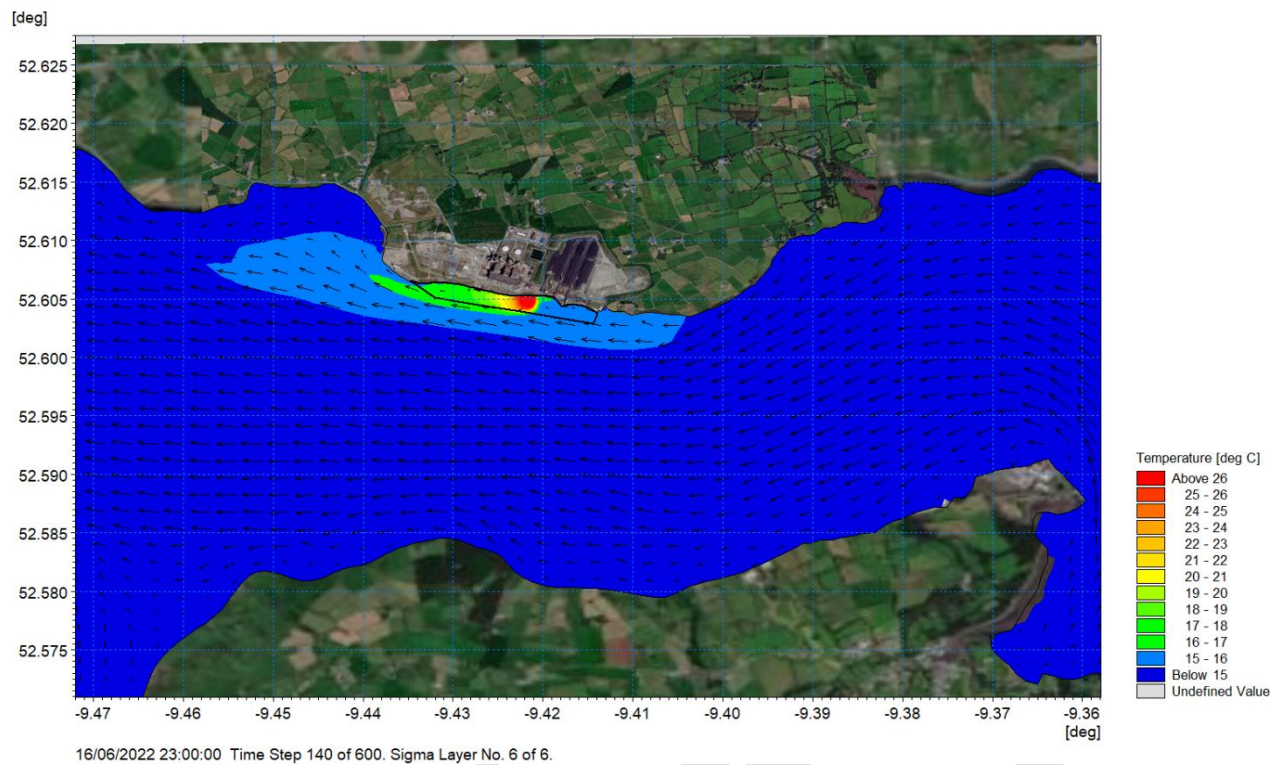 [deg]
52.625
52.620
52.615
52.610
52.605
52.600
52.595
52.590
52.585
52.580
52.575
-9.47 -9.46 -9.45 -9.44 -9.43 -9.42 -9.41 -9.40 -9.39 -9.38 -9.37 -9.36
[deg]
Temperature [deg C]
Above 26
25 - 26
24 - 25
23 - 24
22 - 23
21 - 22
20 - 21
19 - 20
18 - 19
17 - 18
16 - 17
15 - 16
Below 15
Undefined Value
16/06/2022 23:00:00 Time Step 140 of 600. Sigma Layer No. 6 of 6.